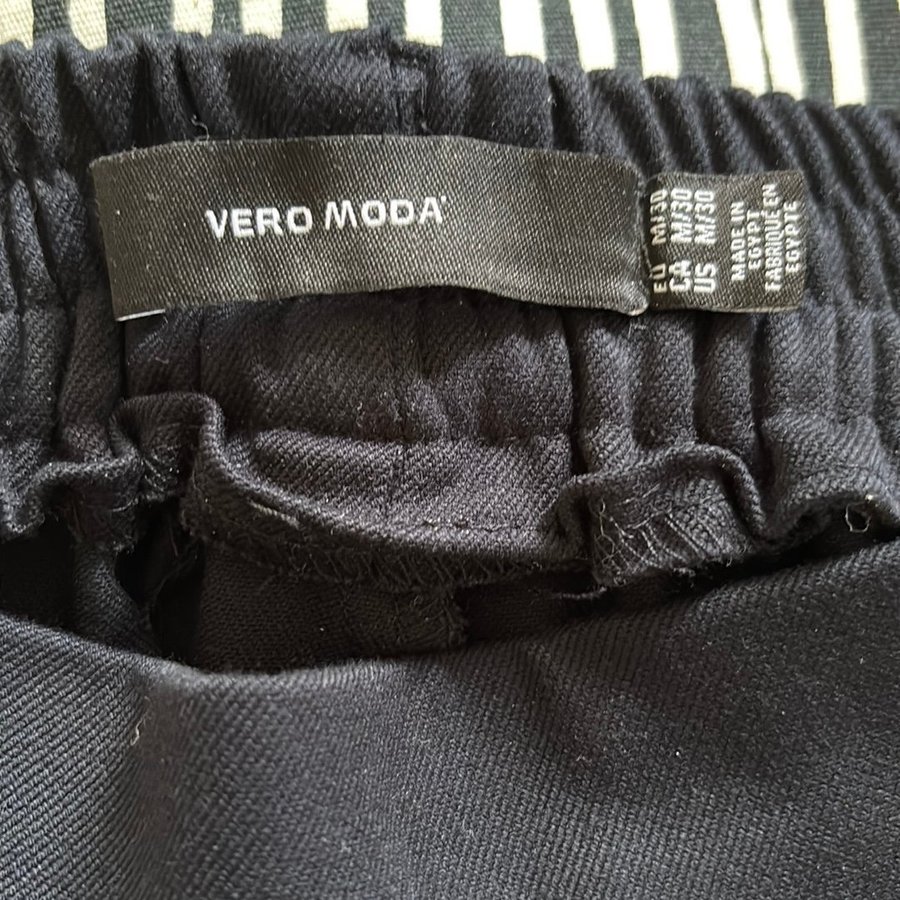 VERO MODA
EU M/30
CA M/30
US M/30
MADE IN
EGYPT
FABRIQUÉ EN
EGYPTE